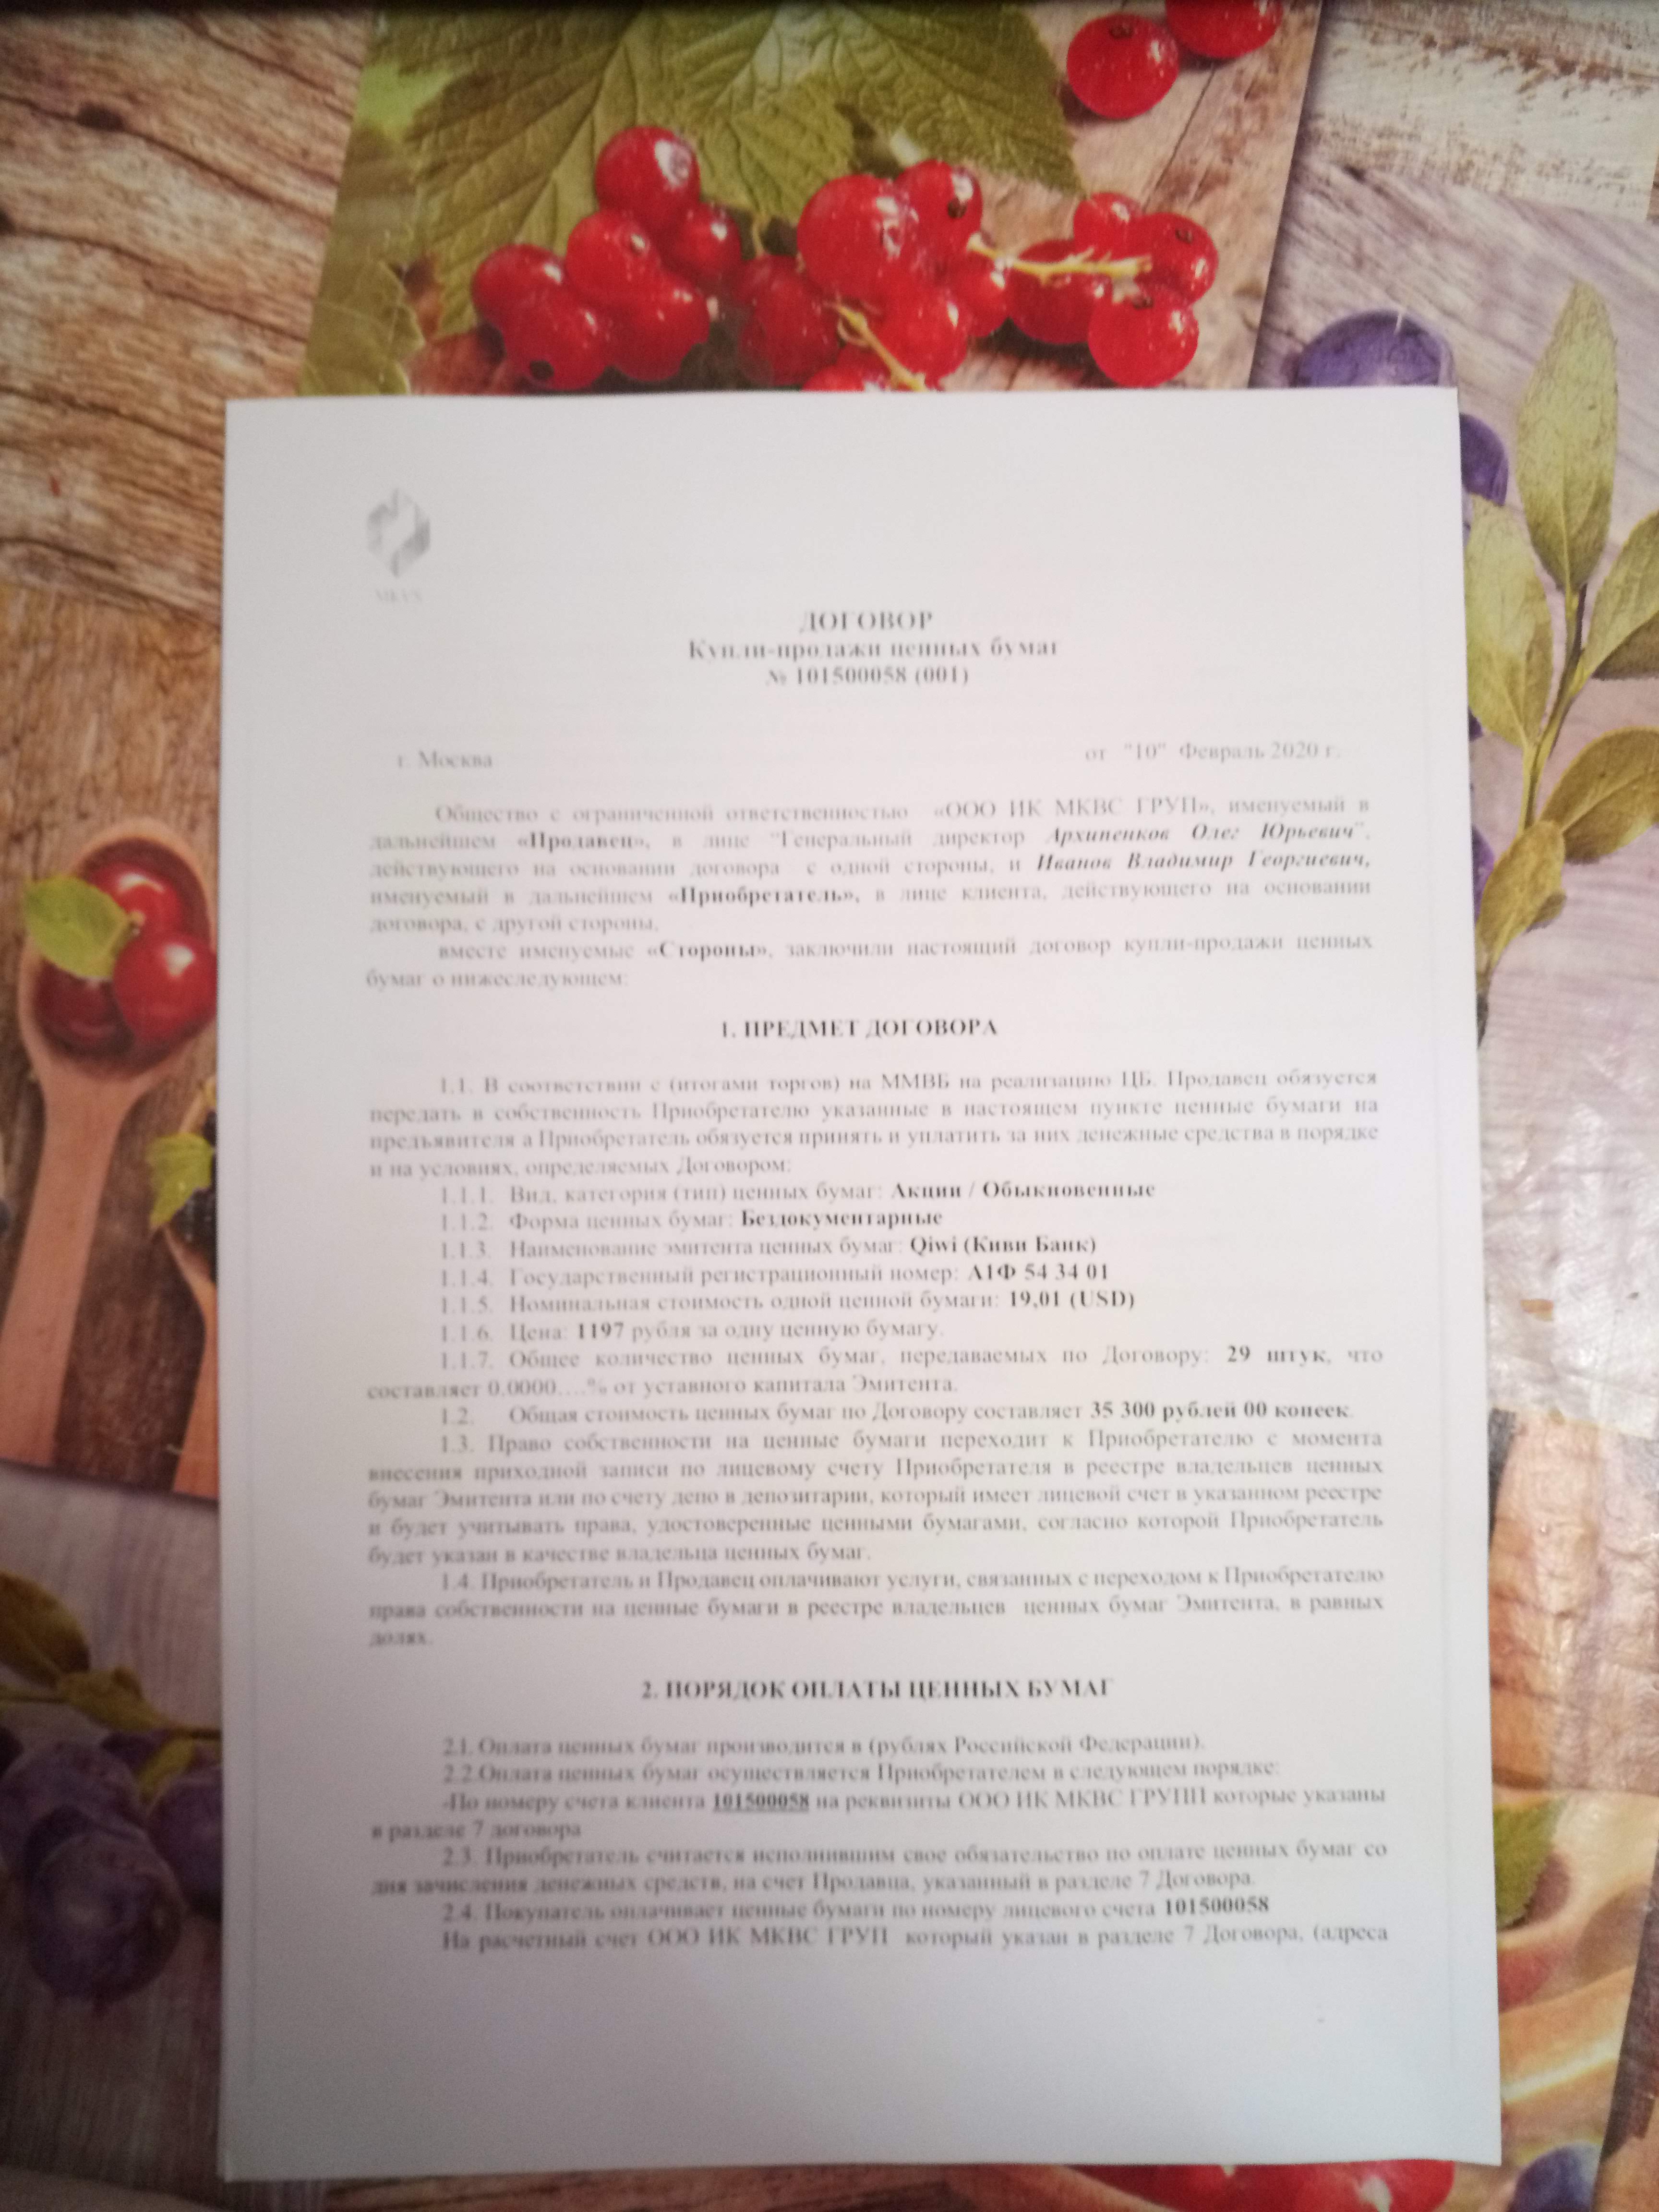 ДОГОВОР
Купли-продажи ценных бумаг
№ 101500058 (001)
г. Москва от "10" Февраль 2020 г.
Общество с ограниченной ответственностью «ООО ИК МКВС ГРУП», именуемый в
дальнейшем «Продавец», в лице "Генеральный директор Архипенков Олег Юрьевич",
действующего на основании договора с одной стороны, и Иванов Владимир Георгиевич,
именуемый в дальнейшем «Приобретатель», в лице клиента, действующего на основании
договора, с другой стороны,
вместе именуемые «Стороны», заключили настоящий договор купли-продажи ценных
бумаг о нижеследующем:
1. ПРЕДМЕТ ДОГОВОРА
1.1. В соответствии с (итогами торгов) на ММВБ на реализацию ЦБ. Продавец обязуется
передать в собственность Приобретателю указанные в настоящем пункте ценные бумаги на
предъявителя а Приобретатель обязуется принять и уплатить за них денежные средства в порядке
и на условиях, определяемых Договором:
1.1.1. Вид, категория (тип) ценных бумаг: Акции / Обыкновенные
1.1.2. Форма ценных бумаг: Бездокументарные
1.1.3. Наименование эмитента ценных бумаг: Qiwi (Киви Банк)
1.1.4. Государственный регистрационный номер: А1Ф 54 34 01
1.1.5. Номинальная стоимость одной ценной бумаги: 19,01 (USD)
1.1.6. Цена: 1197 рубля за одну ценную бумагу.
1.1.7. Общее количество ценных бумаг, передаваемых по Договору: 29 штук, что
составляет 0,0000....% от уставного капитала Эмитента.
1.2. Общая стоимость ценных бумаг по Договору составляет 35 300 рублей 00 копеек.
1.3. Право собственности на ценные бумаги переходит к Приобретателю с момента
внесения приходной записи по лицевому счету Приобретателя в реестре владельцев ценных
бумаг Эмитента или по счету депо в депозитарии, который имеет лицевой счет в указанном реестре
и будет учитывать права, удостоверенные ценными бумагами, согласно которой Приобретатель
будет указан в качестве владельца ценных бумаг.
1.4. Приобретатель и Продавец оплачивают услуги, связанных с переходом к Приобретателю
права собственности на ценные бумаги в реестре владельцев ценных бумаг Эмитента, в равных
долях.
2. ПОРЯДОК ОПЛАТЫ ЦЕННЫХ БУМАГ
2.1. Оплата ценных бумаг производится в (рублях Российской Федерации).
2.2.Оплата ценных бумаг осуществляется Приобретателем в следующем порядке:
-По номеру счета клиента 101500058 на реквизиты ООО ИК МКВС ГРУПП которые указаны
в разделе 7 договора
2.3. Приобретатель считается исполнившим свое обязательство по оплате ценных бумаг со
дня зачисления денежных средств, на счет Продавца, указанный в разделе 7 Договора.
2.4. Покупатель оплачивает ценные бумаги по номеру лицевого счета 101500058
На расчетный счет ООО ИК МКВС ГРУП который указан в разделе 7 Договора, (адреса